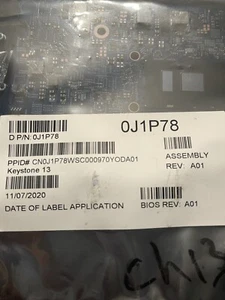 D P/N:0J1P78
0J1P78
PPID# CN0J1P78WSC000970YODA01
Keystone 13
ASSEMBLY
REV: A01
11/07/2020
DATE OF LABEL APPLICATION
BIOS REV: A01